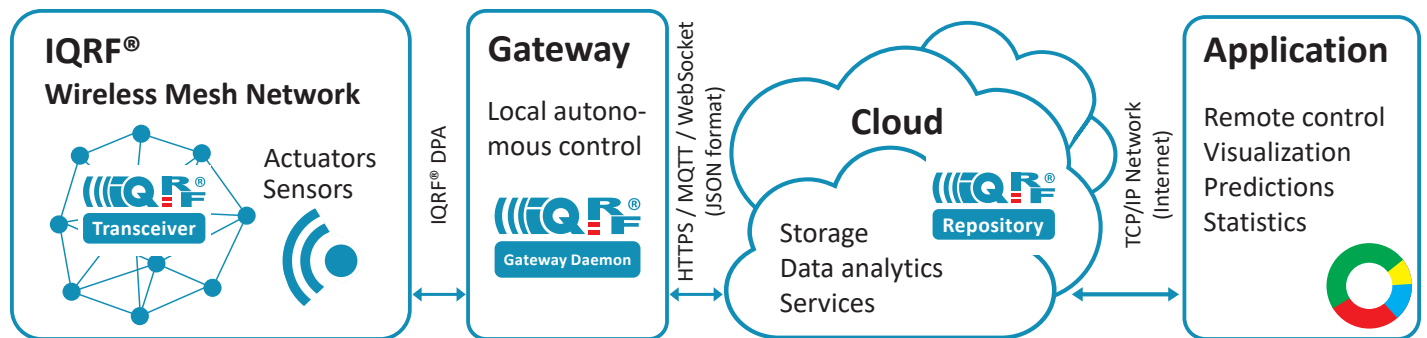 IQRF®
Wireless Mesh Network
Actuators
Sensors
IQRF®
Transceiver
IQRF® DPA
Gateway
Local autono-
mous control
IQRF®
Gateway Daemon
HTTPS / MQTT / WebSocket
(JSON format)
Cloud
IQRF®
Repository
Storage
Data analytics
Services
TCP/IP Network
(Internet)
Application
Remote control
Visualization
Predictions
Statistics